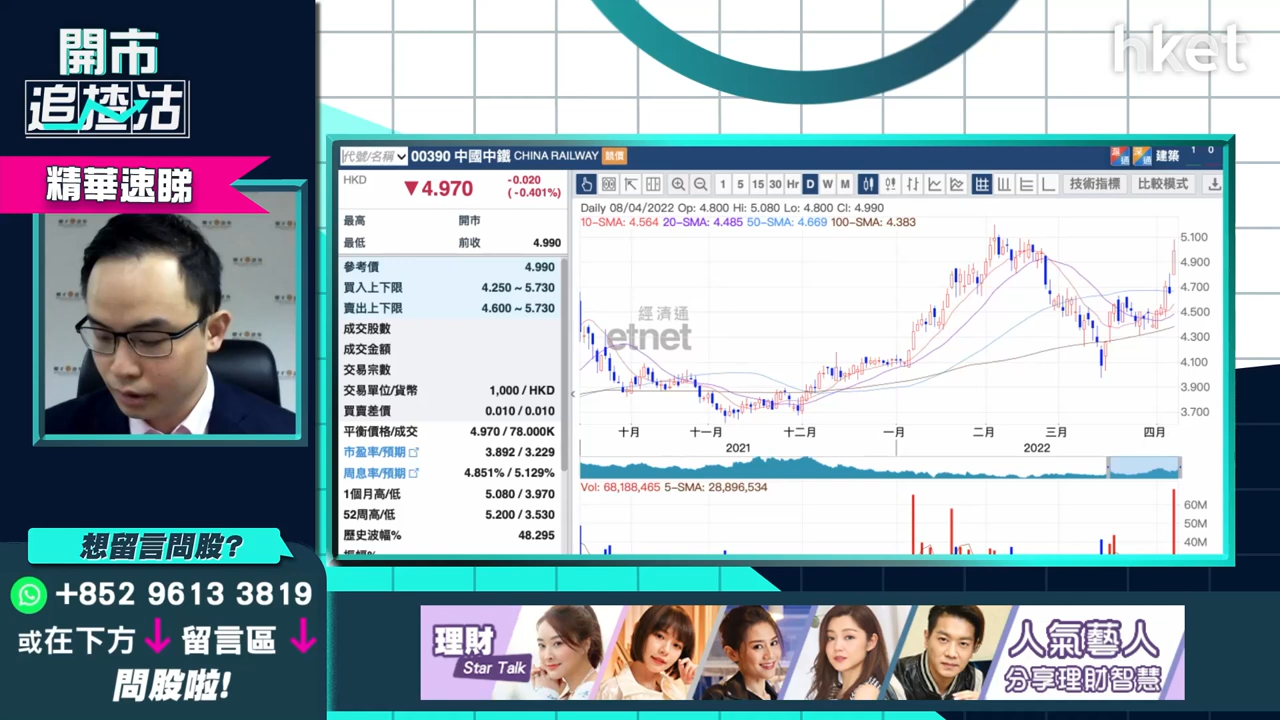 開市
追揸沽
精華速睇
想留言問股?
+852 9613 3819
或在下方 留言區
問股啦!
hket
代號/名稱
00390 中國中鐵 CHINA RAILWAY 競價
滬通
深通
建築
1 0
HKD
▼4.970
-0.020
( -0.401%)
最高 開市
最低 前收 4.990
參考價 4.990
買入上下限 4.250 ~ 5.730
賣出上下限 4.600 ~ 5.730
成交股數
成交金額
交易宗數
交易單位/貨幣 1,000 / HKD
買賣差價 0.010 / 0.010
平衡價格/成交 4.970 / 78.000K
市盈率/預期 3.892 / 3.229
周息率/預期 4.851% / 5.129%
1個月高/低 5.080 / 3.970
52周高/低 5.200 / 3.530
歷史波幅% 48.295
1 5 15 30 Hr D W M
技術指標 比較模式
Daily 08/04/2022 Op: 4.800 Hi: 5.080 Lo: 4.800 Cl: 4.990
10-SMA: 4.564 20-SMA: 4.485 50-SMA: 4.669 100-SMA: 4.383
經濟通
etnet
5.100
4.900
4.700
4.500
4.300
4.100
3.900
3.700
十月 十一月 十二月 一月 二月 三月 四月
2021 2022
Vol: 68,188,465 5-SMA: 28,896,534
60M
50M
40M
理財
Star Talk
人氣藝人
分享理財智慧